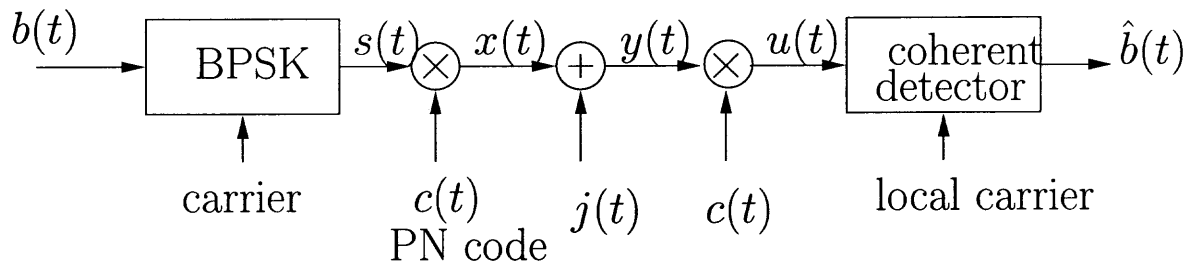 b(t)
BPSK
s(t)
x(t)
+
y(t)
u(t)
coherent
detector
b̂(t)
carrier
c(t)
PN code
j(t)
c(t)
local carrier